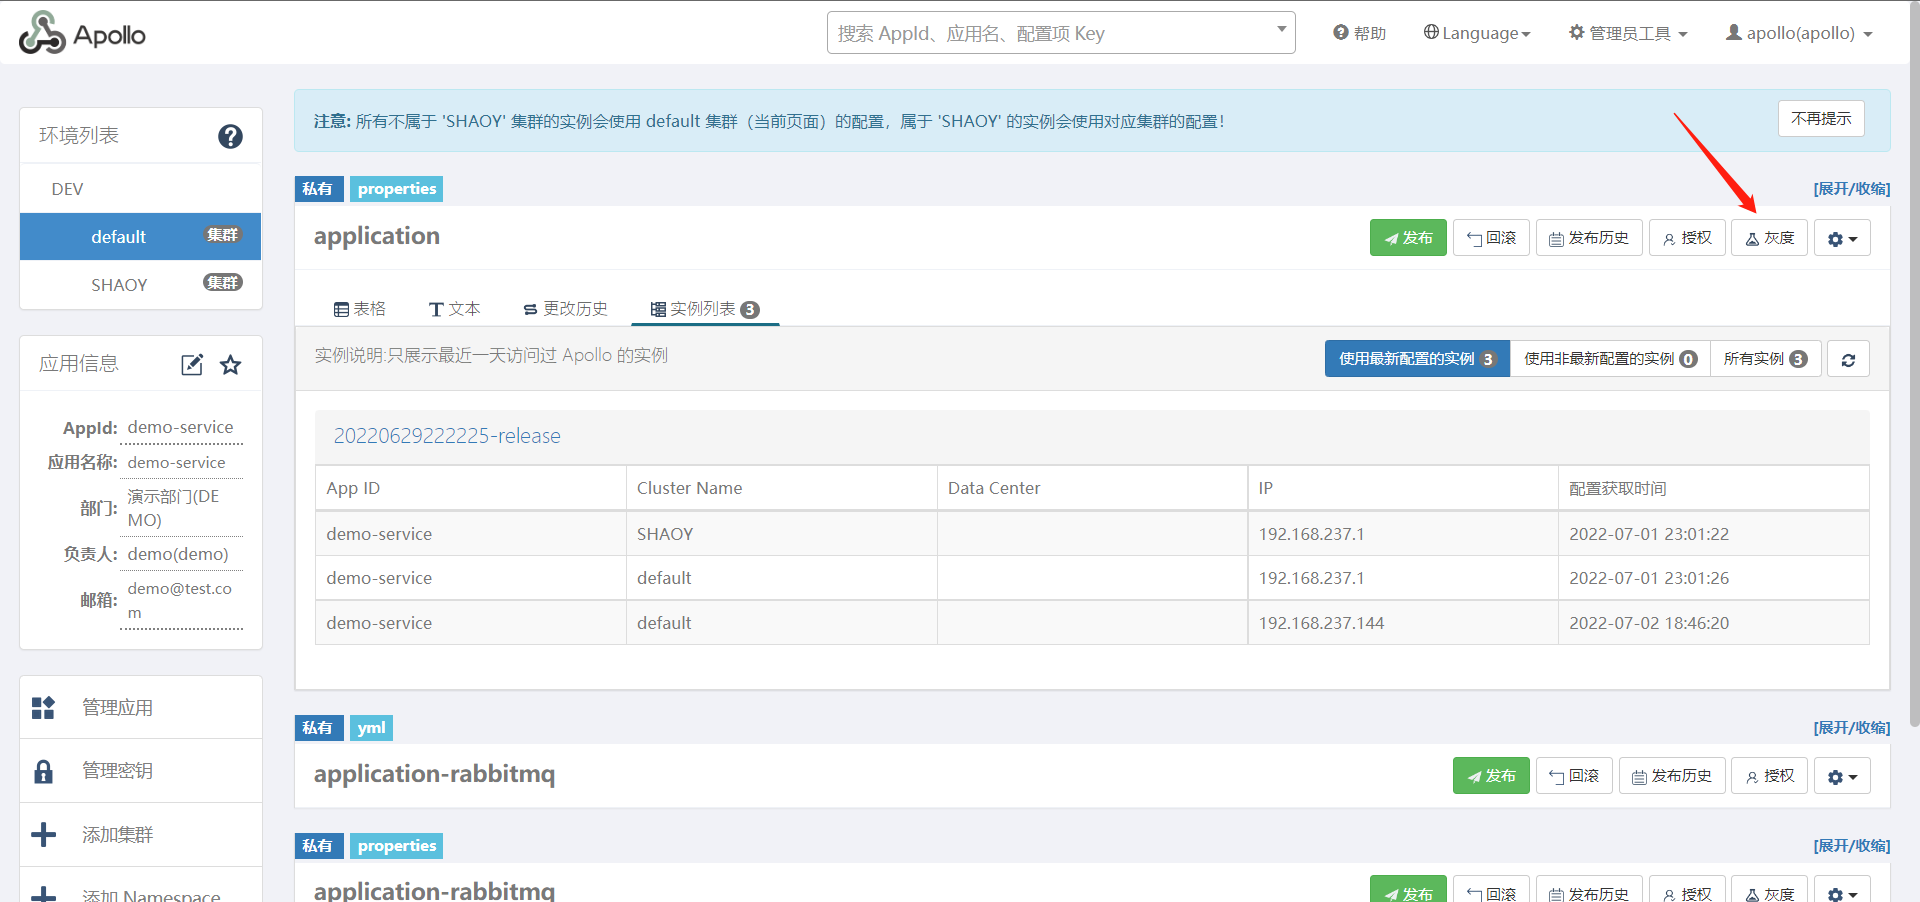 Apollo
搜索 AppId、应用名、配置项 Key
帮助
Language
管理员工具
apollo(apollo)
环境列表
DEV
default 集群
SHAOY 集群
应用信息
AppId: demo-service
应用名称: demo-service
部门: 演示部门(DE
MO)
负责人: demo(demo)
邮箱: demo@test.co
m
管理应用
管理密钥
添加集群
添加 Namespace
注意: 所有不属于 'SHAOY' 集群的实例会使用 default 集群（当前页面）的配置，属于 'SHAOY' 的实例会使用对应集群的配置！
不再提示
私有 properties
[展开/收缩]
application
发布 回滚 发布历史 授权 灰度
表格 文本 更改历史 实例列表 3
实例说明:只展示最近一天访问过 Apollo 的实例
使用最新配置的实例 3 使用非最新配置的实例 0 所有实例 3
20220629222225-release
App ID Cluster Name Data Center IP 配置获取时间
demo-service SHAOY 192.168.237.1 2022-07-01 23:01:22
demo-service default 192.168.237.1 2022-07-01 23:01:26
demo-service default 192.168.237.144 2022-07-02 18:46:20
私有 yml
[展开/收缩]
application-rabbitmq
发布 回滚 发布历史 授权
私有 properties
[展开/收缩]
application-rabbitmq
发布 回滚 发布历史 授权 灰度